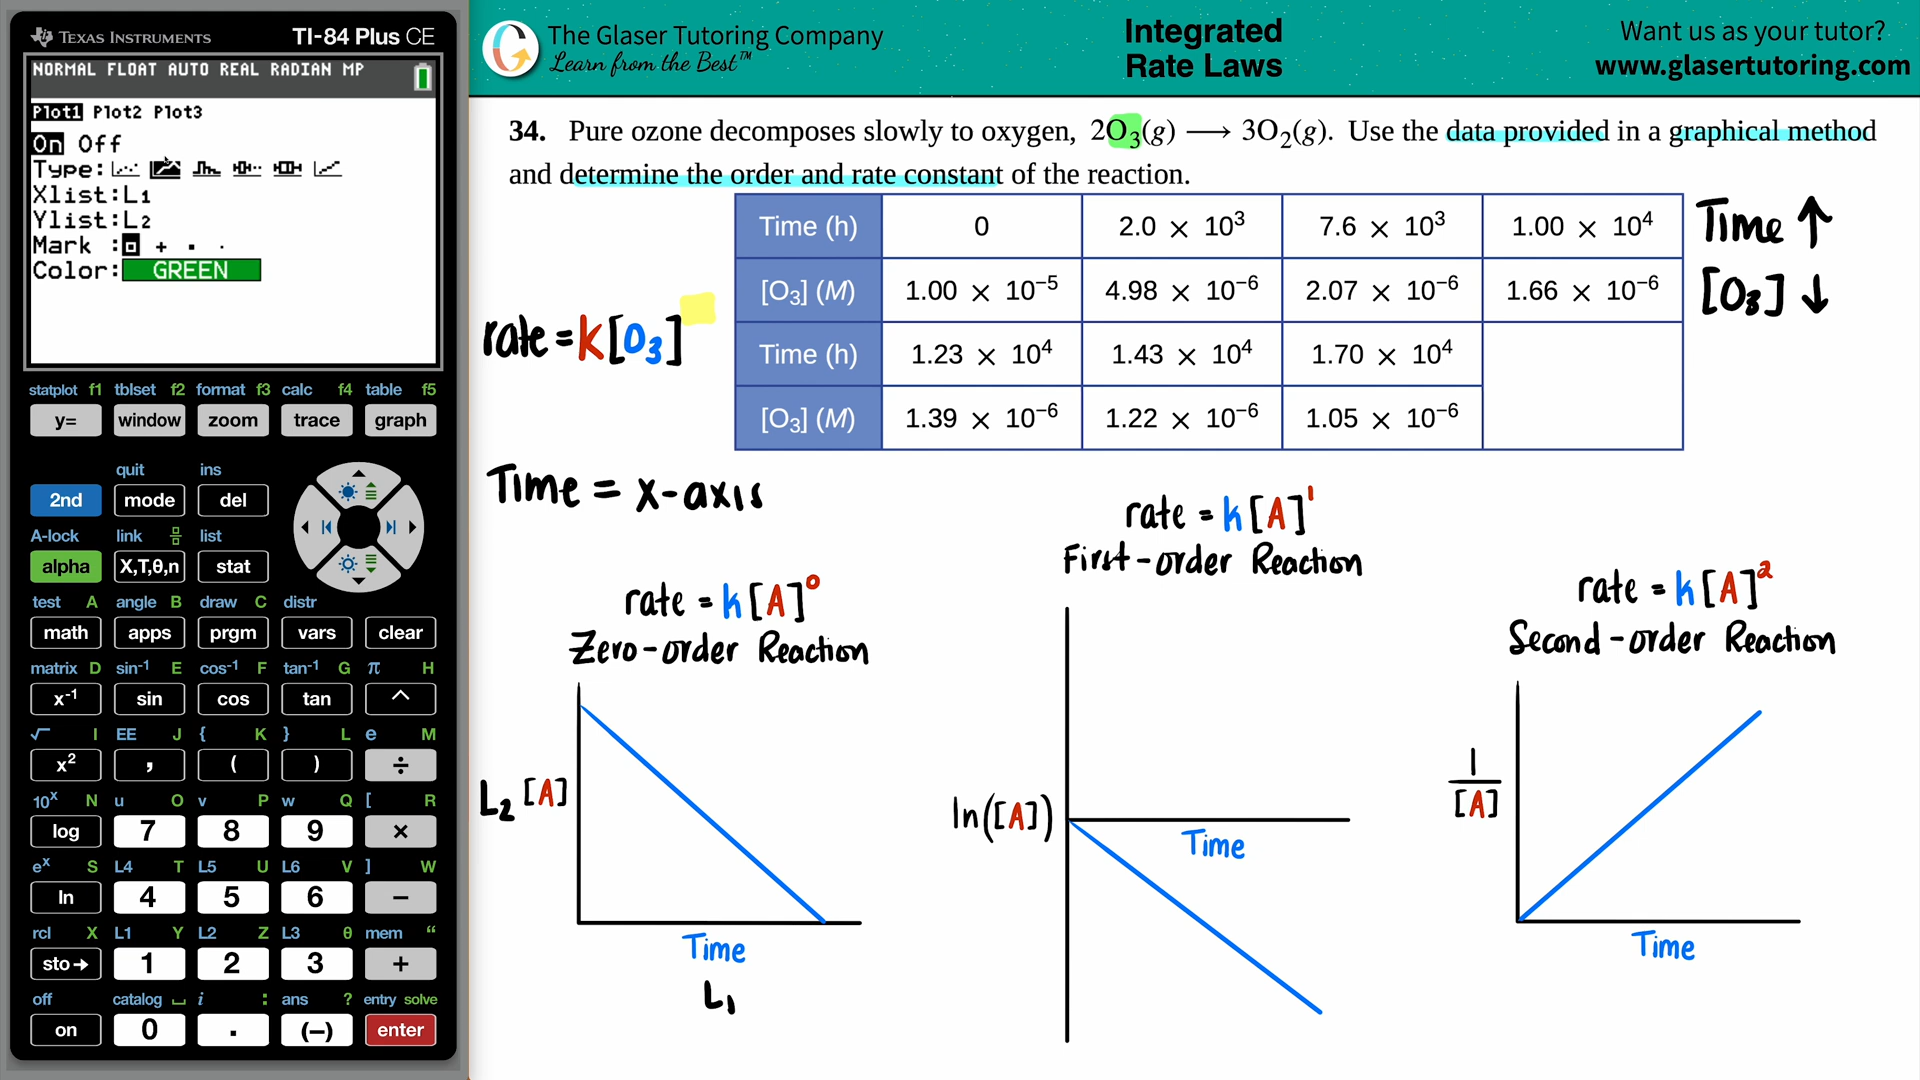 TEXAS INSTRUMENTS TI-84 Plus CE
NORMAL FLOAT AUTO REAL RADIAN MP
Plot1 Plot2 Plot3
On Off
Type:
Xlist:L1
Ylist:L2
Mark :
Color: GREEN
statplot f1 tblset f2 format f3 calc f4 table f5
y= window zoom trace graph
quit ins
2nd mode del
A-lock link list
alpha X,T,θ,n stat
test A angle B draw C distr
math apps prgm vars clear
matrix D sin⁻¹ E cos⁻¹ F tan⁻¹ G π H
x⁻¹ sin cos tan ^
√ I EE J { K } L e M
x² , ( ) ÷
10ˣ N u O v P w Q [ R
log 7 8 9 ×
eˣ S L4 T L5 U L6 V ] W
ln 4 5 6 −
rcl X L1 Y L2 Z L3 θ mem “
sto→ 1 2 3 +
off catalog ⎵ i : ans ? entry solve
on 0 . (−) enter
The Glaser Tutoring Company
Learn from the Best™
Integrated
Rate Laws
Want us as your tutor?
www.glasertutoring.com
34. Pure ozone decomposes slowly to oxygen, 2O₃(g) ⟶ 3O₂(g). Use the data provided in a graphical method
and determine the order and rate constant of the reaction.
Time (h) 0 2.0 × 10³ 7.6 × 10³ 1.00 × 10⁴
[O₃] (M) 1.00 × 10⁻⁵ 4.98 × 10⁻⁶ 2.07 × 10⁻⁶ 1.66 × 10⁻⁶
Time (h) 1.23 × 10⁴ 1.43 × 10⁴ 1.70 × 10⁴
[O₃] (M) 1.39 × 10⁻⁶ 1.22 × 10⁻⁶ 1.05 × 10⁻⁶
Time ↑
[O₃] ↓
rate = k[O₃]
Time = x-axis
rate = k[A]⁰
Zero-order Reaction
L₂ [A]
Time
L₁
rate = k[A]¹
First-order Reaction
ln([A])
Time
rate = k[A]²
Second-order Reaction
1
[A]
Time